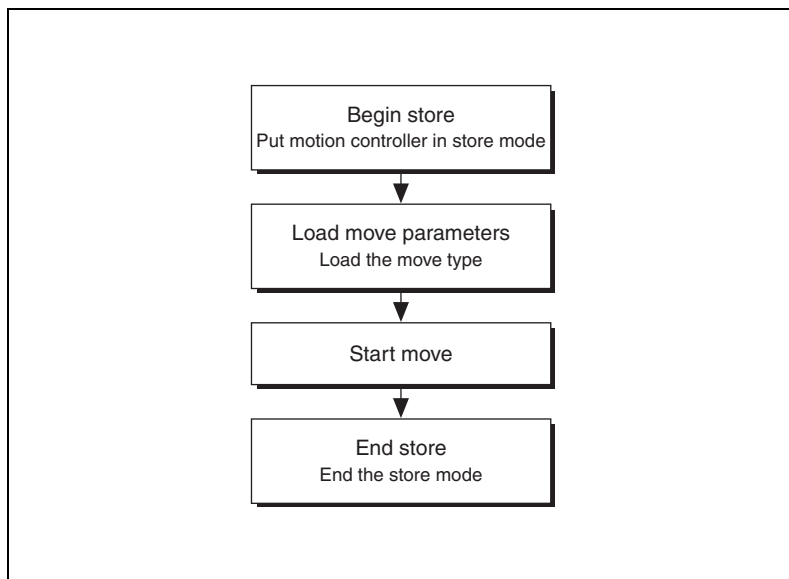 Begin store
Put motion controller in store mode
Load move parameters
Load the move type
Start move
End store
End the store mode